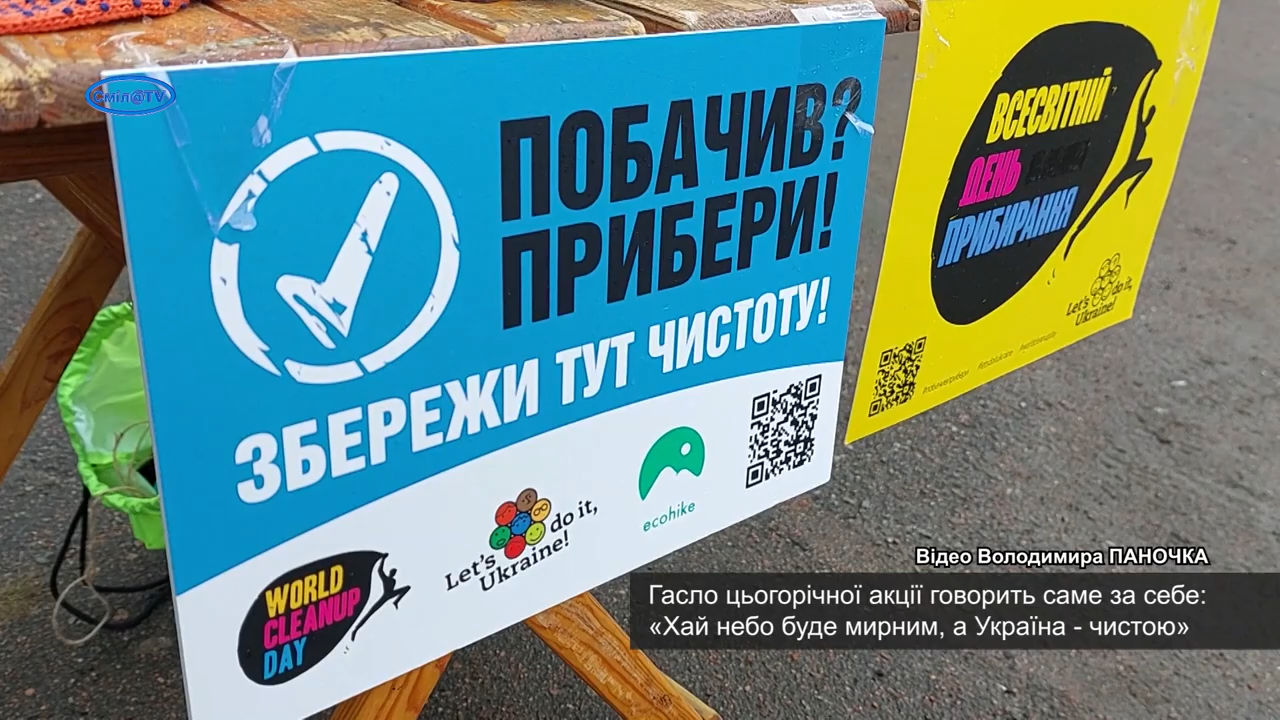 Сміл@TV
ПОБАЧИВ?
ПРИБЕРИ!
ЗБЕРЕЖИ ТУТ ЧИСТОТУ!
WORLD
CLEANUP
DAY
Let's do it,
Ukraine!
ecohike
ВСЕСВІТНІЙ
ДЕНЬ
ПРИБИРАННЯ
Let's do it,
Ukraine!
Відео Володимира ПАНОЧКА
Гасло цьогорічної акції говорить саме за себе:
«Хай небо буде мирним, а Україна - чистою»